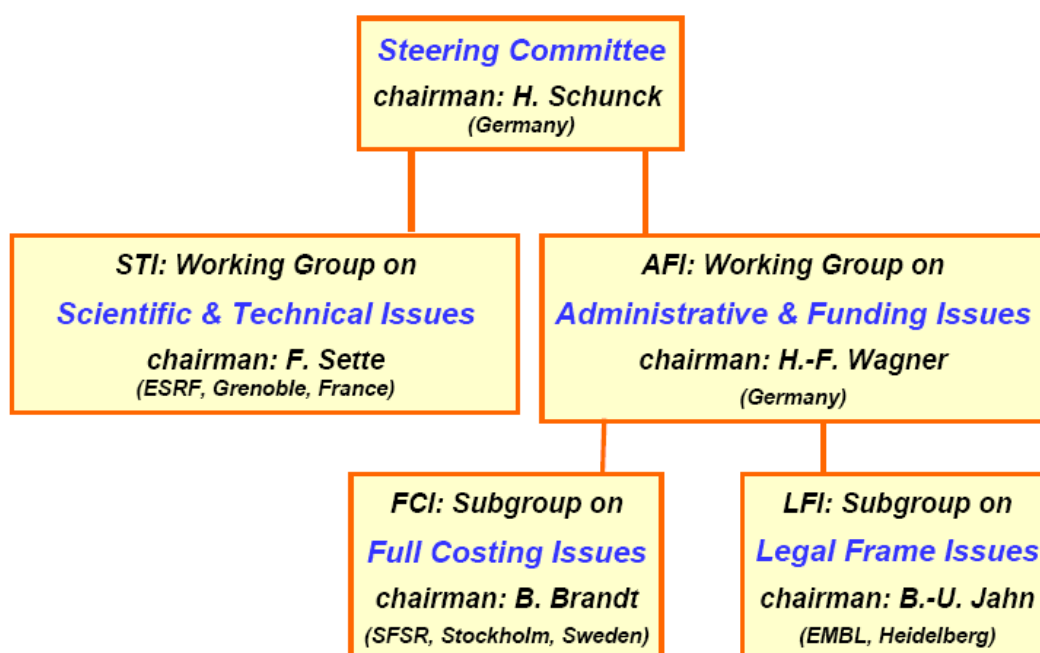 Steering Committee
chairman: H. Schunck
(Germany)
STI: Working Group on
Scientific & Technical Issues
chairman: F. Sette
(ESRF, Grenoble, France)
AFI: Working Group on
Administrative & Funding Issues
chairman: H.-F. Wagner
(Germany)
FCI: Subgroup on
Full Costing Issues
chairman: B. Brandt
(SFSR, Stockholm, Sweden)
LFI: Subgroup on
Legal Frame Issues
chairman: B.-U. Jahn
(EMBL, Heidelberg)